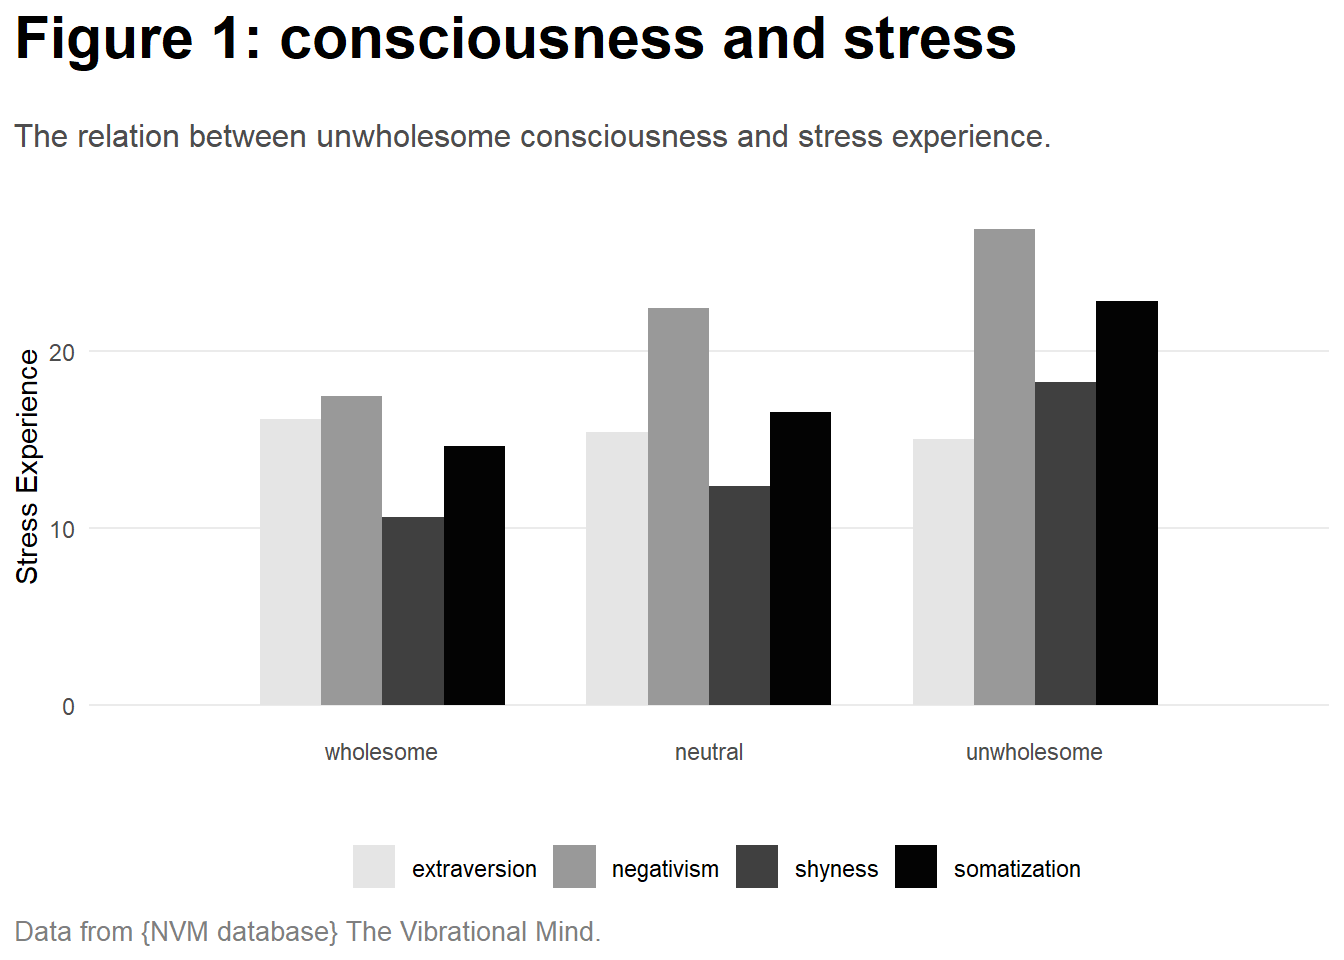 Figure 1: consciousness and stress
The relation between unwholesome consciousness and stress experience.
Stress Experience
20
10
0
wholesome neutral unwholesome
extraversion negativism shyness somatization
Data from {NVM database} The Vibrational Mind.